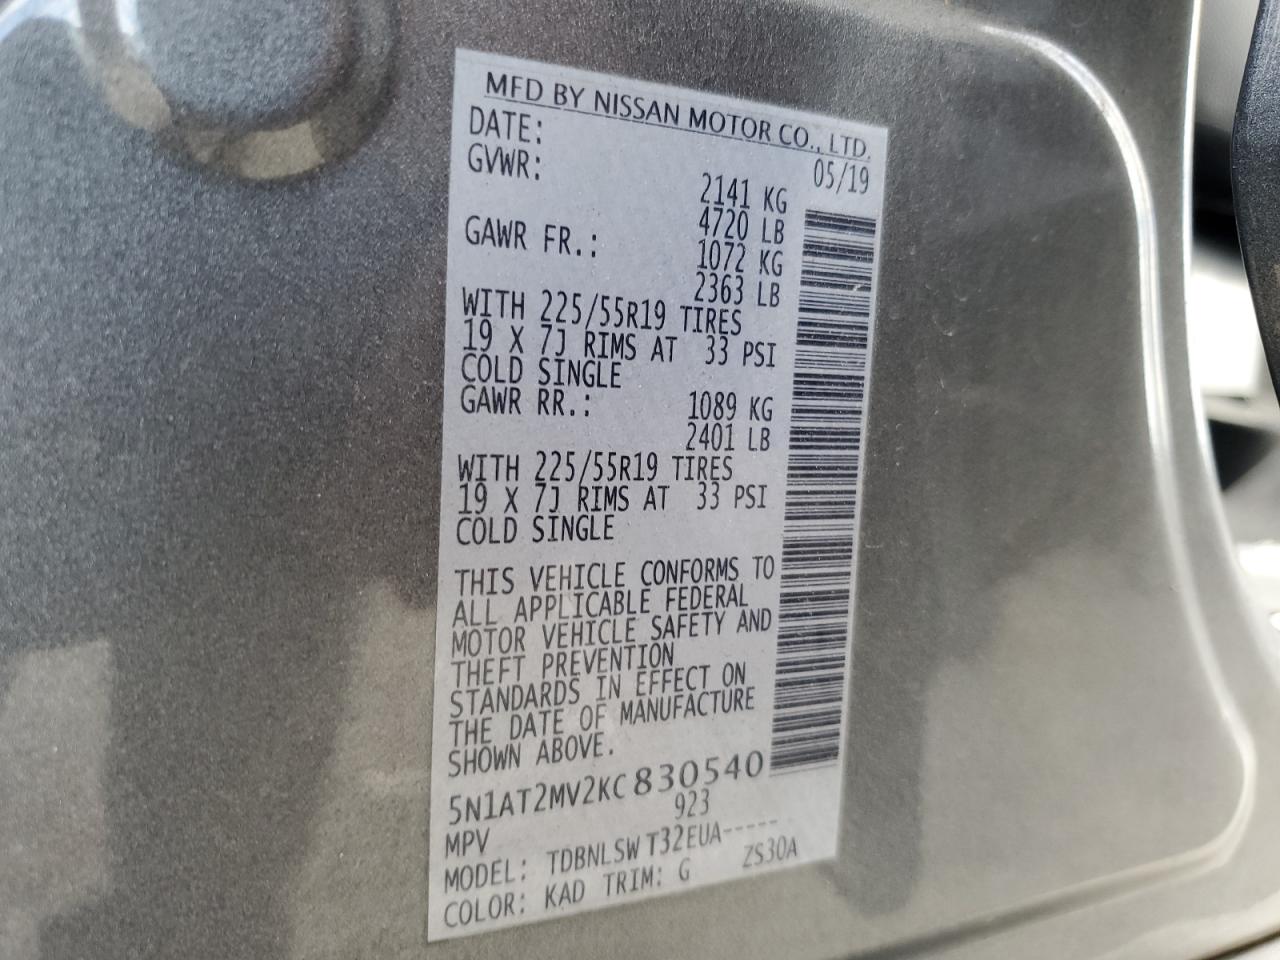 MFD BY NISSAN MOTOR CO., LTD.
DATE: 05/19
GVWR: 2141 KG
4720 LB
GAWR FR.: 1072 KG
2363 LB
WITH 225/55R19 TIRES
19 X 7J RIMS AT 33 PSI
COLD SINGLE
GAWR RR.: 1089 KG
2401 LB
WITH 225/55R19 TIRES
19 X 7J RIMS AT 33 PSI
COLD SINGLE
THIS VEHICLE CONFORMS TO
ALL APPLICABLE FEDERAL
MOTOR VEHICLE SAFETY AND
THEFT PREVENTION
STANDARDS IN EFFECT ON
THE DATE OF MANUFACTURE
SHOWN ABOVE.
5N1AT2MV2KC830540
MPV 923
MODEL: TDBNLSWT32EUA-----
COLOR: KAD TRIM: G ZS30A